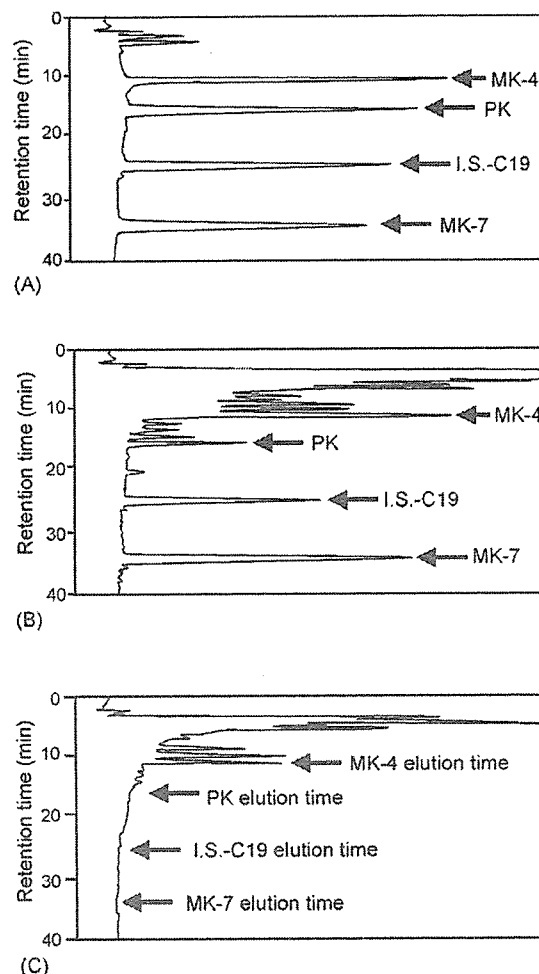 Retention time (min)
0
10
20
30
40
MK-4
PK
I.S.-C19
MK-7
(A)
Retention time (min)
0
10
20
30
40
MK-4
PK
I.S.-C19
MK-7
(B)
Retention time (min)
0
10
20
30
40
MK-4 elution time
PK elution time
I.S.-C19 elution time
MK-7 elution time
(C)